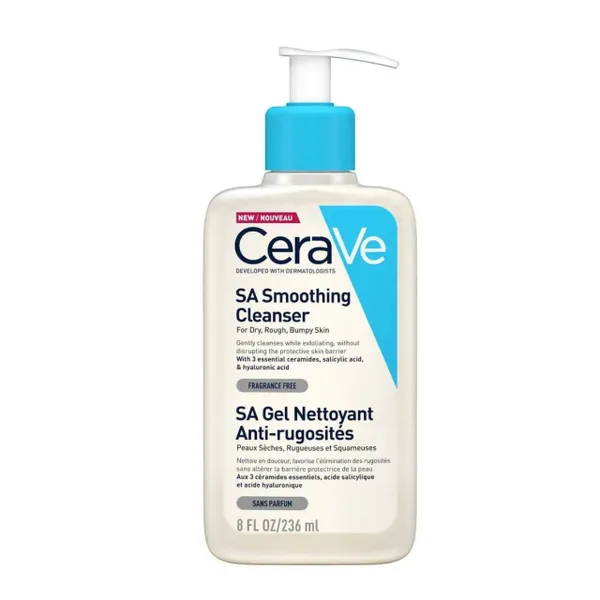 NEW / NOUVEAU
CeraVe
DEVELOPED WITH DERMATOLOGISTS
SA Smoothing
Cleanser
For Dry, Rough, Bumpy Skin
Gently cleanses while exfoliating, without
disrupting the protective skin barrier
With 3 essential ceramides, salicylic acid,
& hyaluronic acid
FRAGRANCE FREE
SA Gel Nettoyant
Anti-rugosités
Peaux Sèches, Rugueuses et Squameuses
Nettoie en douceur, favorise l'élimination des rugosités
sans altérer la barrière protectrice de la peau
Aux 3 céramides essentiels, acide salicylique
et acide hyaluronique
SANS PARFUM
8 FL OZ/236 ml